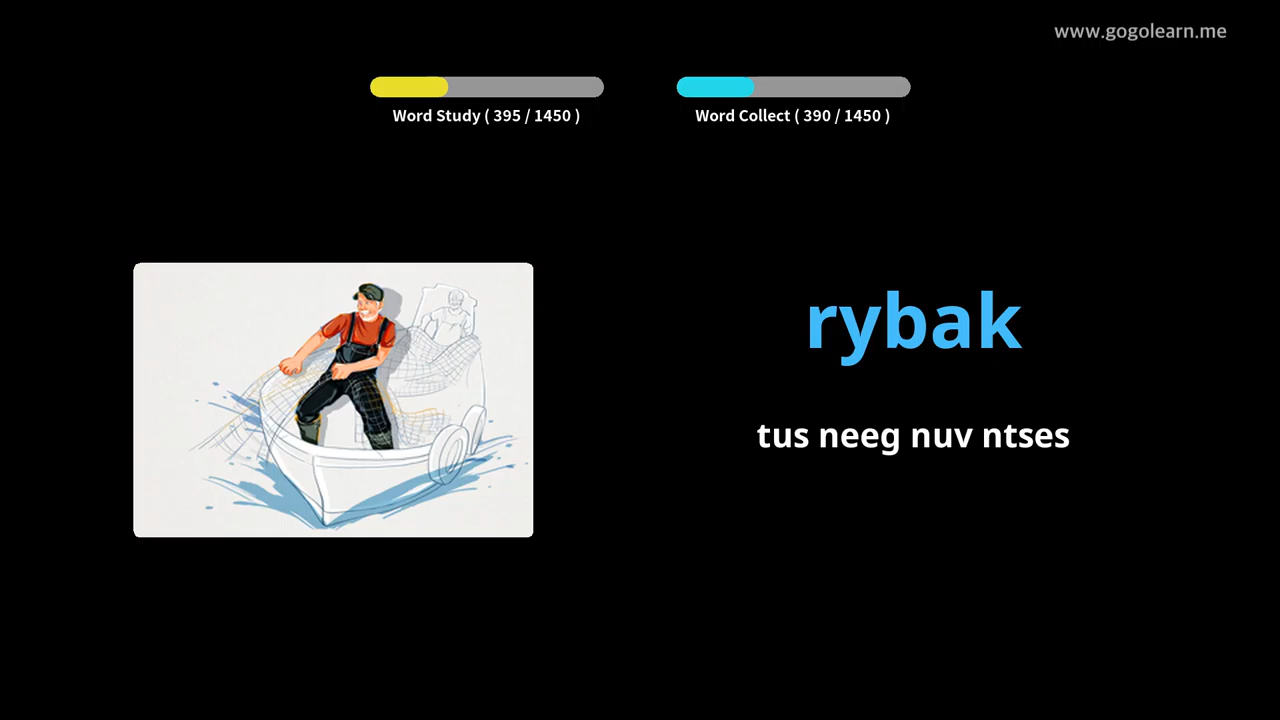 www.gogolearn.me
Word Study ( 395 / 1450 )
Word Collect ( 390 / 1450 )
rybak
tus neeg nuv ntses